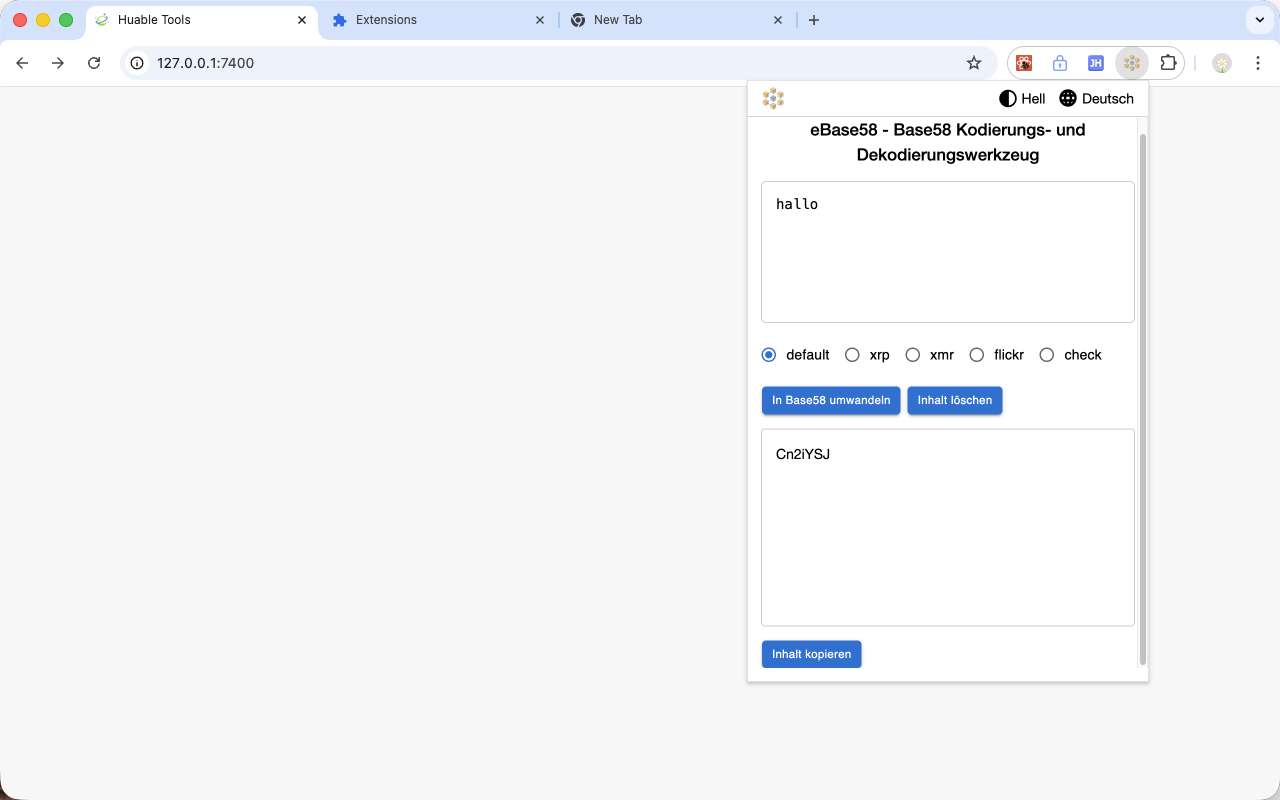 Huable Tools
Extensions
New Tab
127.0.0.1:7400
JH
Hell
Deutsch
eBase58 - Base58 Kodierungs- und
Dekodierungswerkzeug
hallo
default xrp xmr flickr check
In Base58 umwandeln Inhalt löschen
Cn2iYSJ
Inhalt kopieren